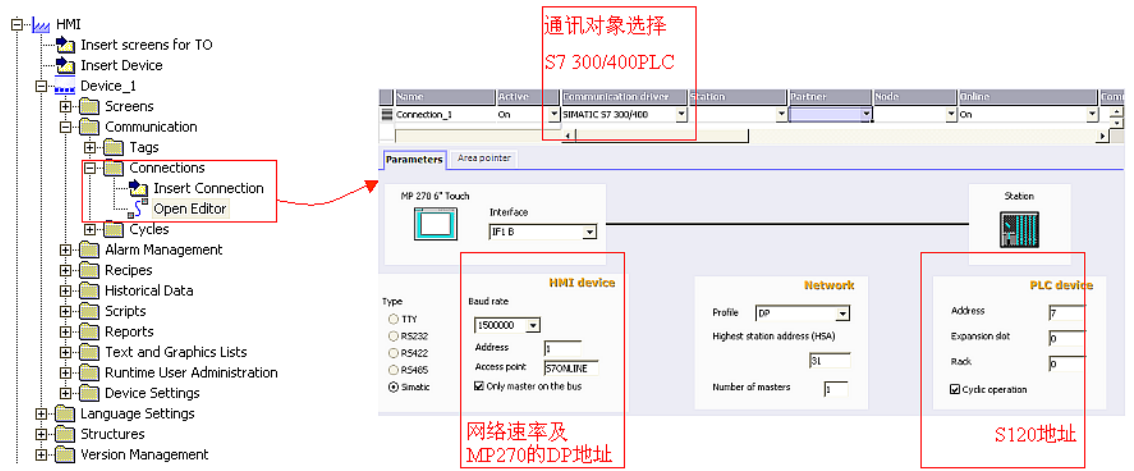 HMI
Insert screens for TO
Insert Device
Device_1
Screens
Communication
Tags
Connections
Insert Connection
Open Editor
Cycles
Alarm Management
Recipes
Historical Data
Scripts
Reports
Text and Graphics Lists
Runtime User Administration
Device Settings
Language Settings
Structures
Version Management
通讯对象选择
S7 300/400PLC
Name Active Communication driver Station Partner Node Online
Connection_1 On SIMATIC S7 300/400 On
Parameters Area pointer
MP 270 6" Touch
Interface
IF1 B
Station
HMI device
Type
TTY
RS232
RS422
RS485
Simatic
Baud rate
1500000
Address 1
Access point S7ONLINE
Only master on the bus
Network
Profile DP
Highest station address (HSA)
31
Number of masters 1
PLC device
Address 7
Expansion slot 0
Rack 0
Cyclic operation
网络速率及
MP270的DP地址
S120地址